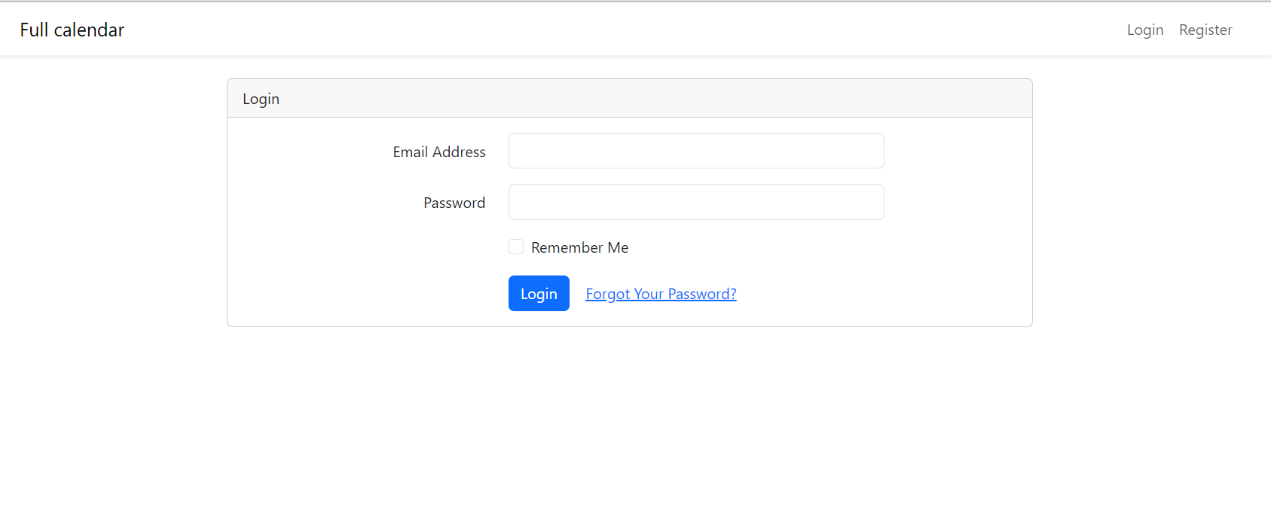 Full calendar
Login Register
Login
Email Address
Password
Remember Me
Login Forgot Your Password?